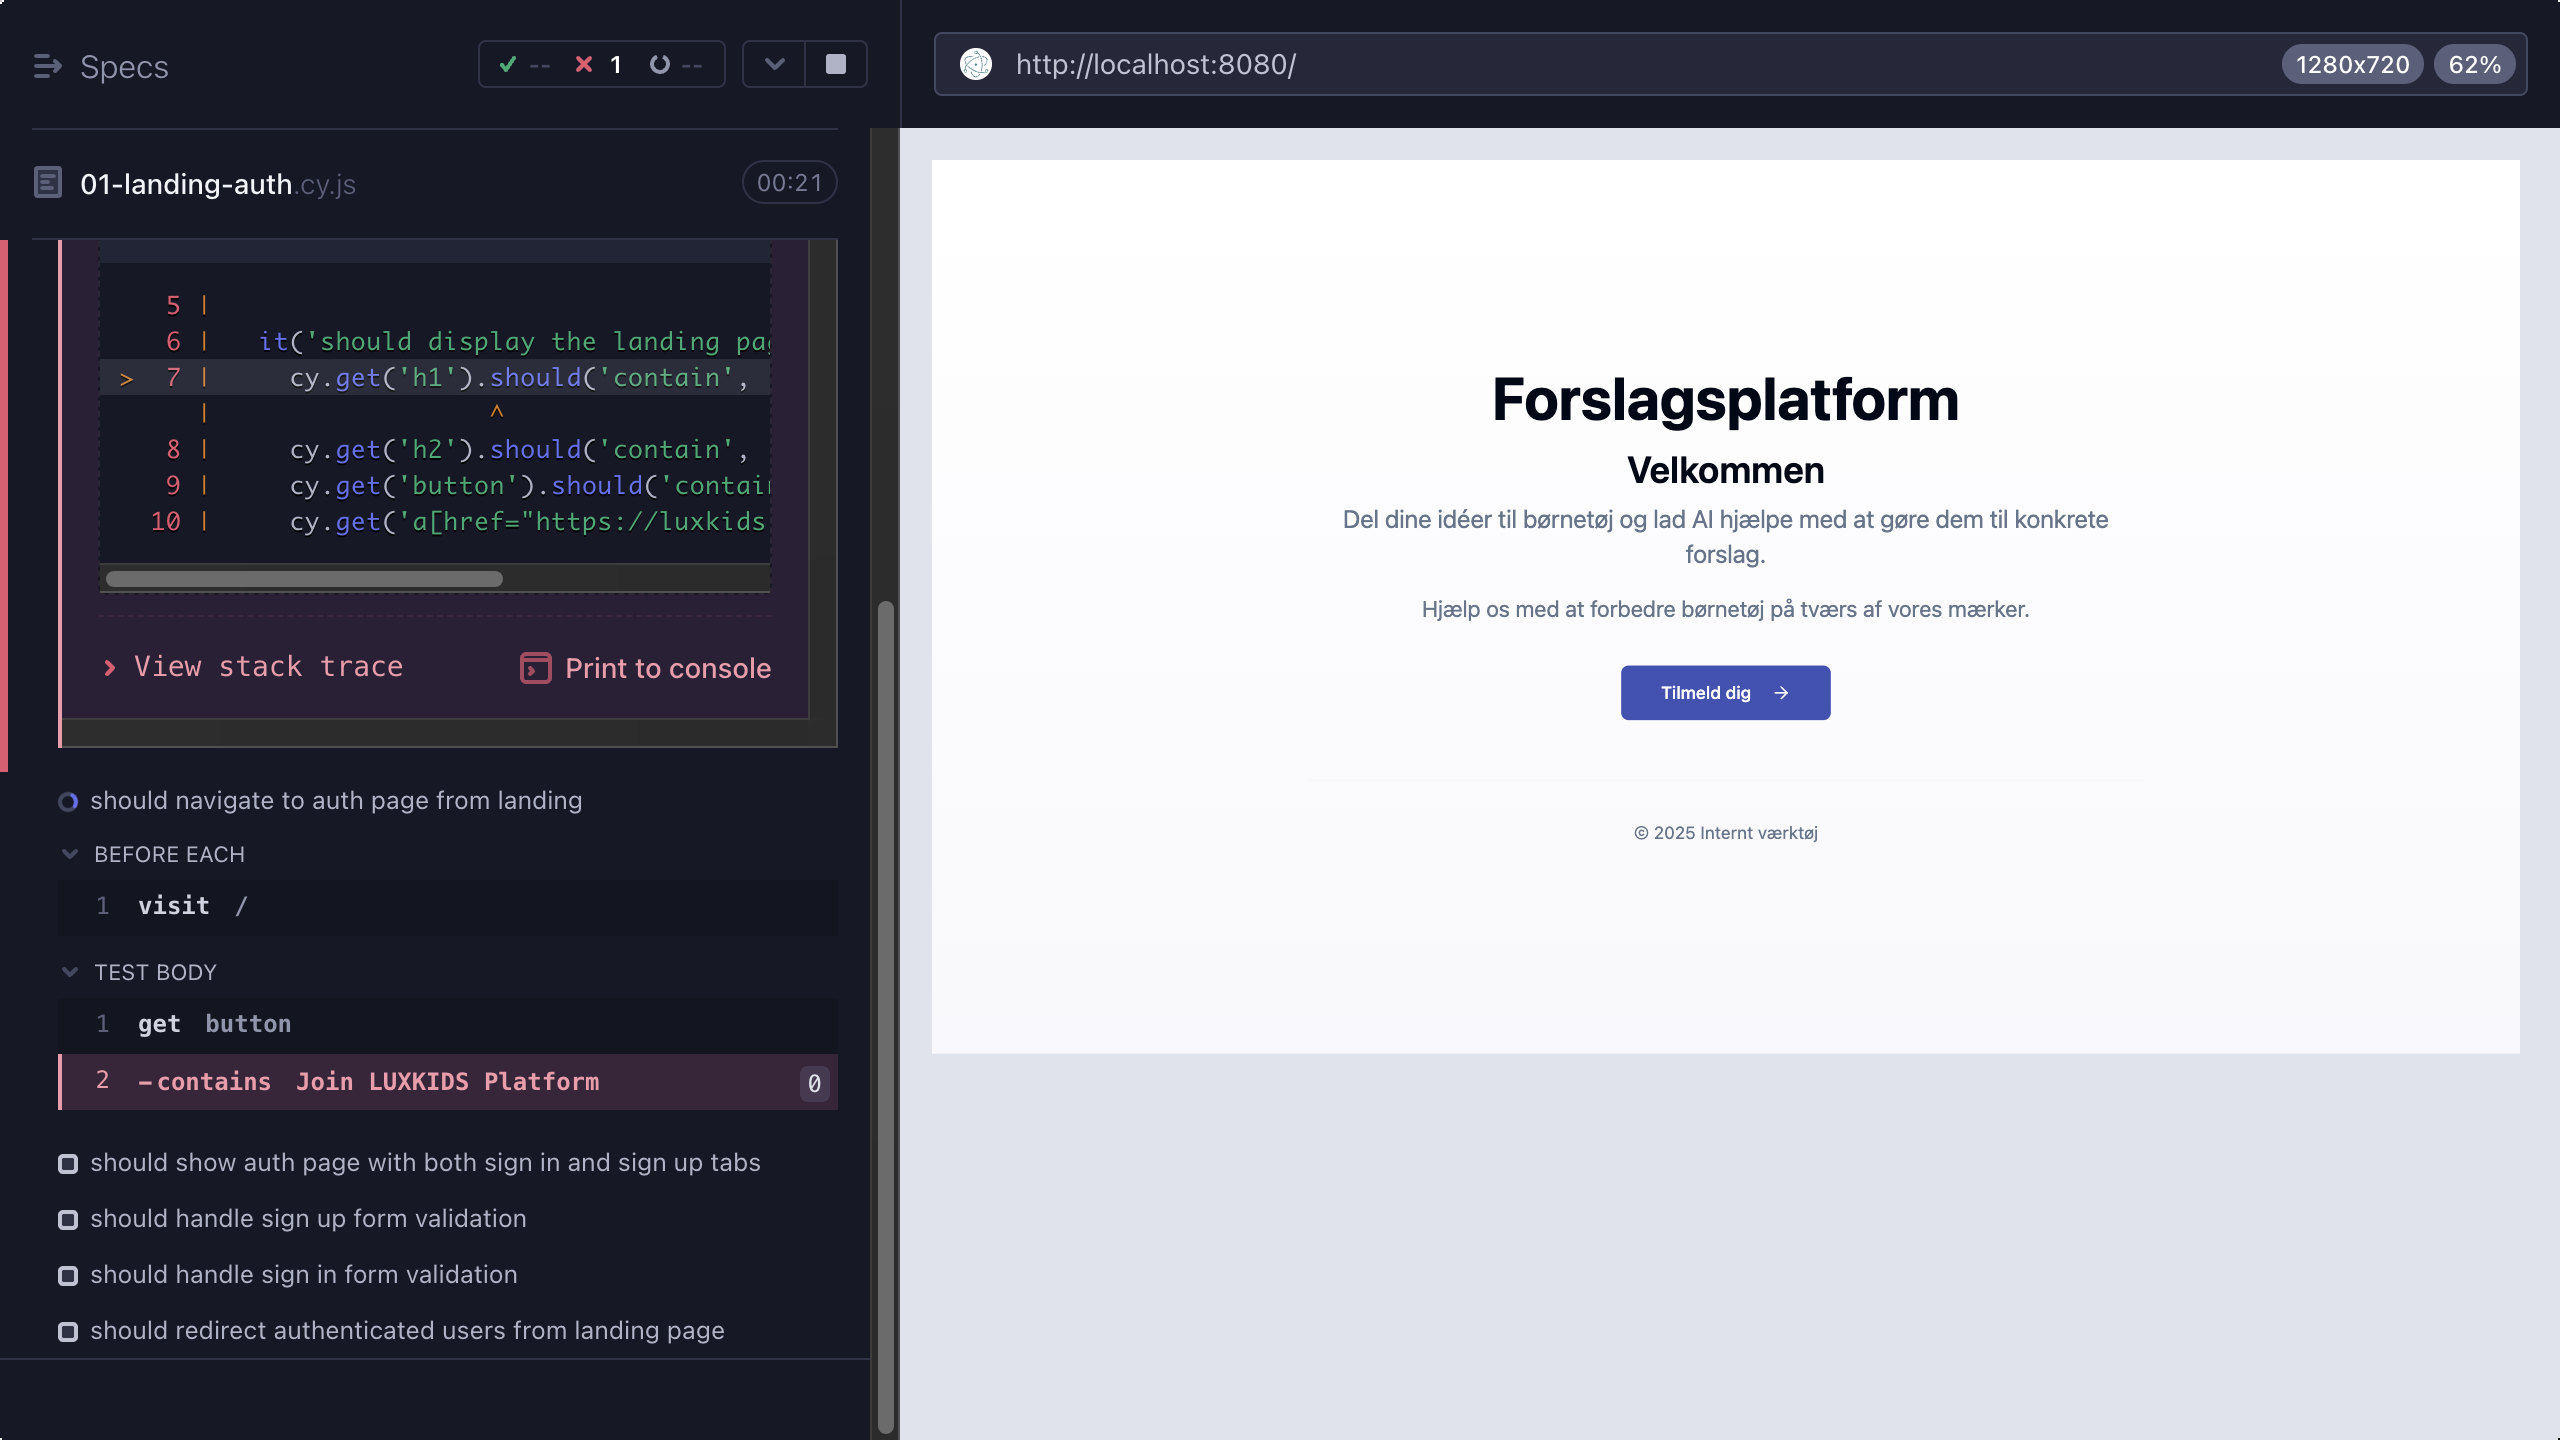 Specs
-- 1 --
01-landing-auth.cy.js
00:21
5 |
6 | it('should display the landing pag
> 7 | cy.get('h1').should('contain',
| ^
8 | cy.get('h2').should('contain',
9 | cy.get('button').should('contain
10 | cy.get('a[href="https://luxkids
View stack trace
Print to console
should navigate to auth page from landing
BEFORE EACH
1 visit /
TEST BODY
1 get button
2 -contains Join LUXKIDS Platform 0
should show auth page with both sign in and sign up tabs
should handle sign up form validation
should handle sign in form validation
should redirect authenticated users from landing page
http://localhost:8080/
1280x720
62%
Forslagsplatform
Velkommen
Del dine idéer til børnetøj og lad AI hjælpe med at gøre dem til konkrete
forslag.
Hjælp os med at forbedre børnetøj på tværs af vores mærker.
Tilmeld dig →
© 2025 Internt værktøj